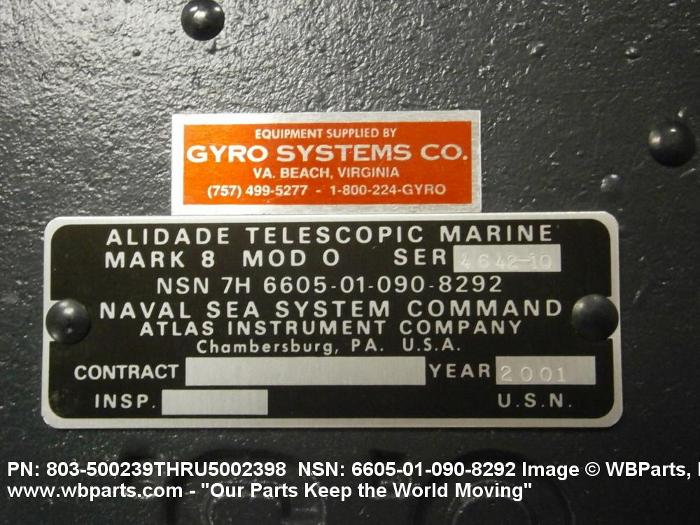 EQUIPMENT SUPPLIED BY
GYRO SYSTEMS CO.
VA. BEACH, VIRGINIA
(757) 499-5277 - 1-800-224-GYRO
ALIDADE TELESCOPIC MARINE
MARK 8 MOD O SER 4642-10
NSN 7H 6605-01-090-8292
NAVAL SEA SYSTEM COMMAND
ATLAS INSTRUMENT COMPANY
Chambersburg, PA. U.S.A.
CONTRACT YEAR 2001
INSP. U.S.N.
PN: 803-500239THRU5002398 NSN: 6605-01-090-8292 Image © WBParts,
www.wbparts.com - "Our Parts Keep the World Moving"